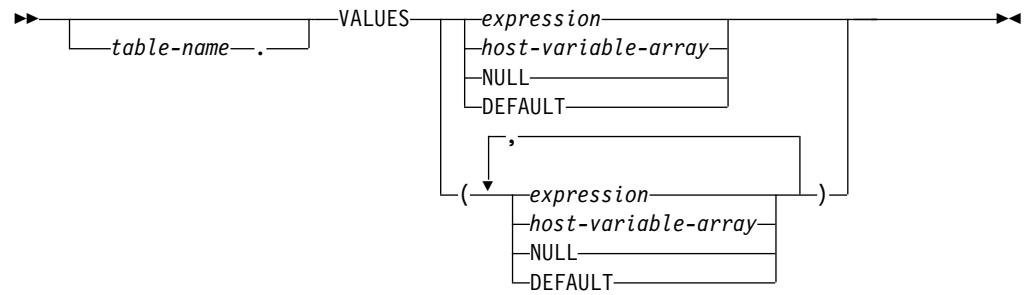 VALUES expression
table-name . host-variable-array
NULL
DEFAULT
,
( expression )
host-variable-array
NULL
DEFAULT